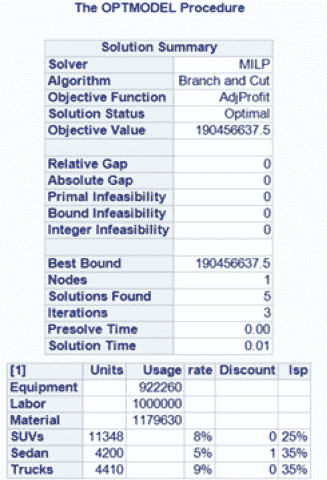 The OPTMODEL Procedure
Solution Summary
Solver MILP
Algorithm Branch and Cut
Objective Function AdjProfit
Solution Status Optimal
Objective Value 190456637.5
Relative Gap 0
Absolute Gap 0
Primal Infeasibility 0
Bound Infeasibility 0
Integer Infeasibility 0
Best Bound 190456637.5
Nodes 1
Solutions Found 5
Iterations 3
Presolve Time 0.00
Solution Time 0.01
[1] Units Usage rate Discount lsp
Equipment 922260
Labor 1000000
Material 1179630
SUVs 11348 8% 0 25%
Sedan 4200 5% 1 35%
Trucks 4410 9% 0 35%